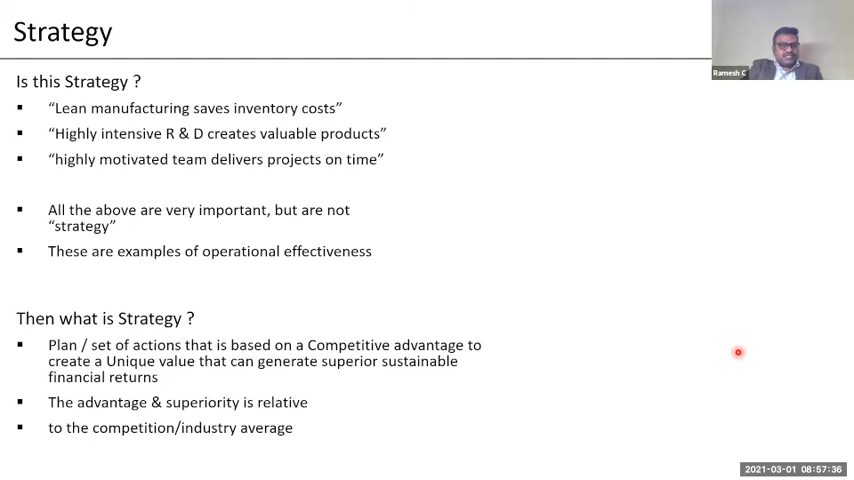 Strategy
Ramesh C
Is this Strategy ?
▪ “Lean manufacturing saves inventory costs”
▪ “Highly intensive R & D creates valuable products”
▪ “highly motivated team delivers projects on time”
▪ All the above are very important, but are not
“strategy”
▪ These are examples of operational effectiveness
Then what is Strategy ?
▪ Plan / set of actions that is based on a Competitive advantage to
create a Unique value that can generate superior sustainable
financial returns
▪ The advantage & superiority is relative
▪ to the competition/industry average
2021-03-01 08:57:36